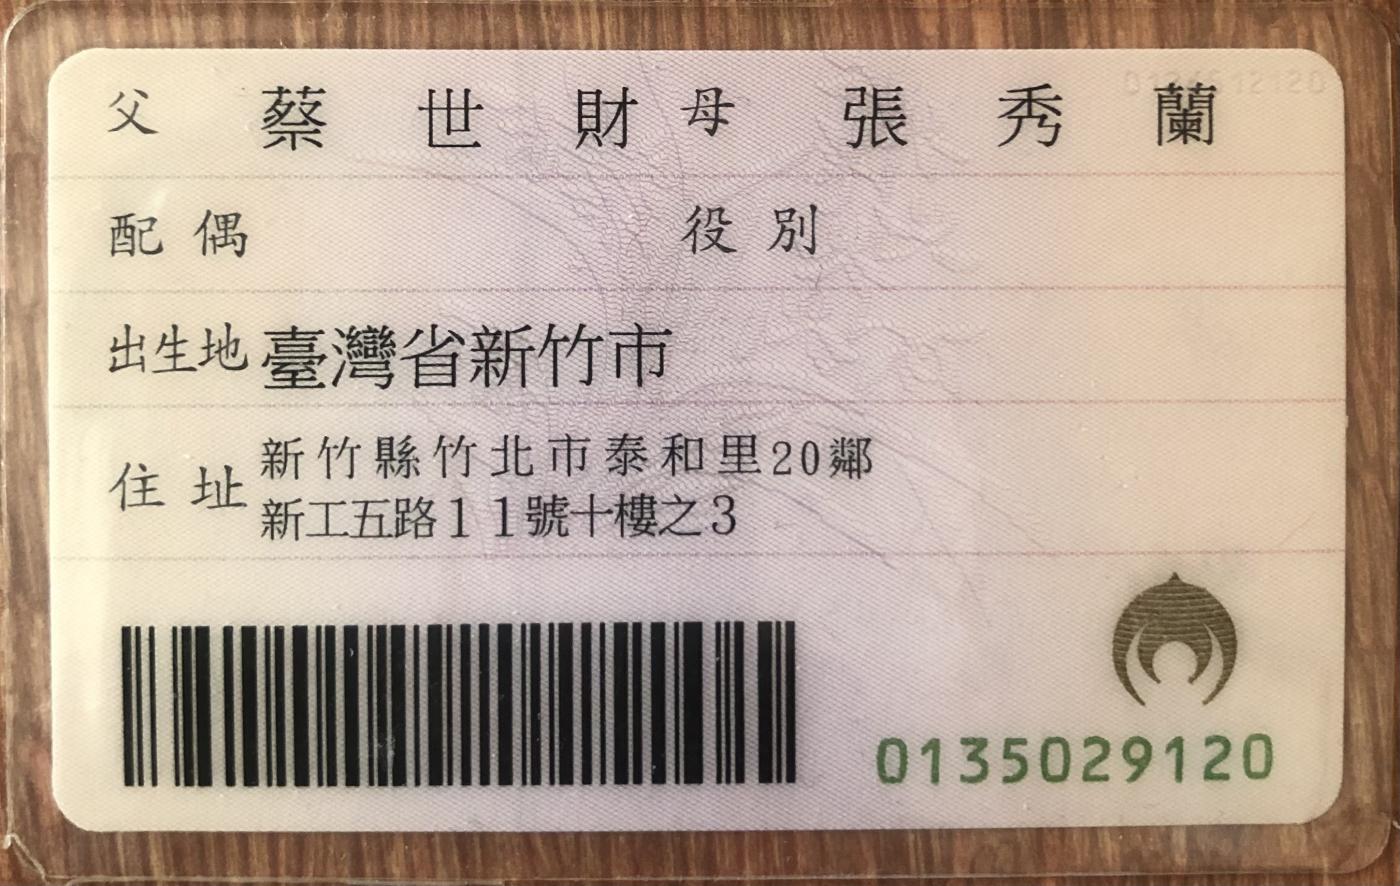 父 蔡世財 母 張秀蘭
配偶 役別
出生地 臺灣省新竹市
住址 新竹縣竹北市泰和里20鄰
新工五路11號十樓之3
0135029120